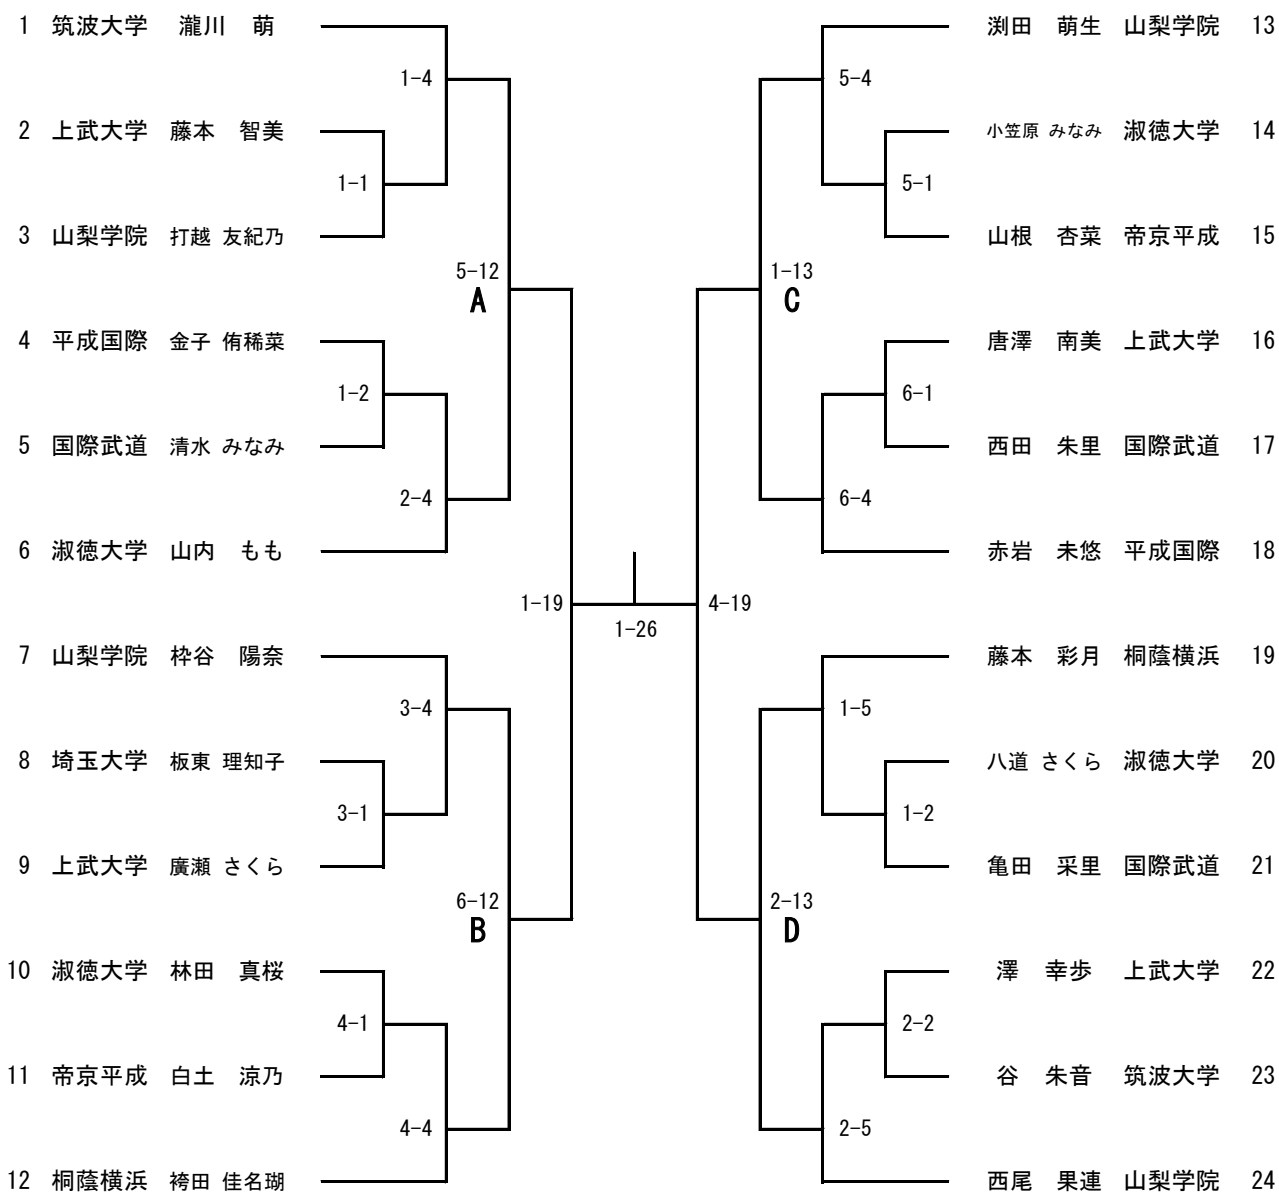 1 筑波大学 瀧川 萌
1-4
2 上武大学 藤本 智美
1-1
3 山梨学院 打越 友紀乃
5-12
A
4 平成国際 金子 侑稀菜
1-2
5 国際武道 清水 みなみ
2-4
6 淑徳大学 山内 もも
1-19
7 山梨学院 枠谷 陽奈
3-4
8 埼玉大学 板東 理知子
3-1
9 上武大学 廣瀬 さくら
6-12
B
10 淑徳大学 林田 真桜
4-1
11 帝京平成 白土 涼乃
4-4
12 桐蔭横浜 袴田 佳名瑚
1-26
渕田 萌生 山梨学院 13
5-4
小笠原 みなみ 淑徳大学 14
5-1
山根 杏菜 帝京平成 15
1-13
C
唐澤 南美 上武大学 16
6-1
西田 朱里 国際武道 17
6-4
赤岩 未悠 平成国際 18
4-19
藤本 彩月 桐蔭横浜 19
1-5
八道 さくら 淑徳大学 20
1-2
亀田 采里 国際武道 21
2-13
D
澤 幸歩 上武大学 22
2-2
谷 朱音 筑波大学 23
2-5
西尾 果連 山梨学院 24